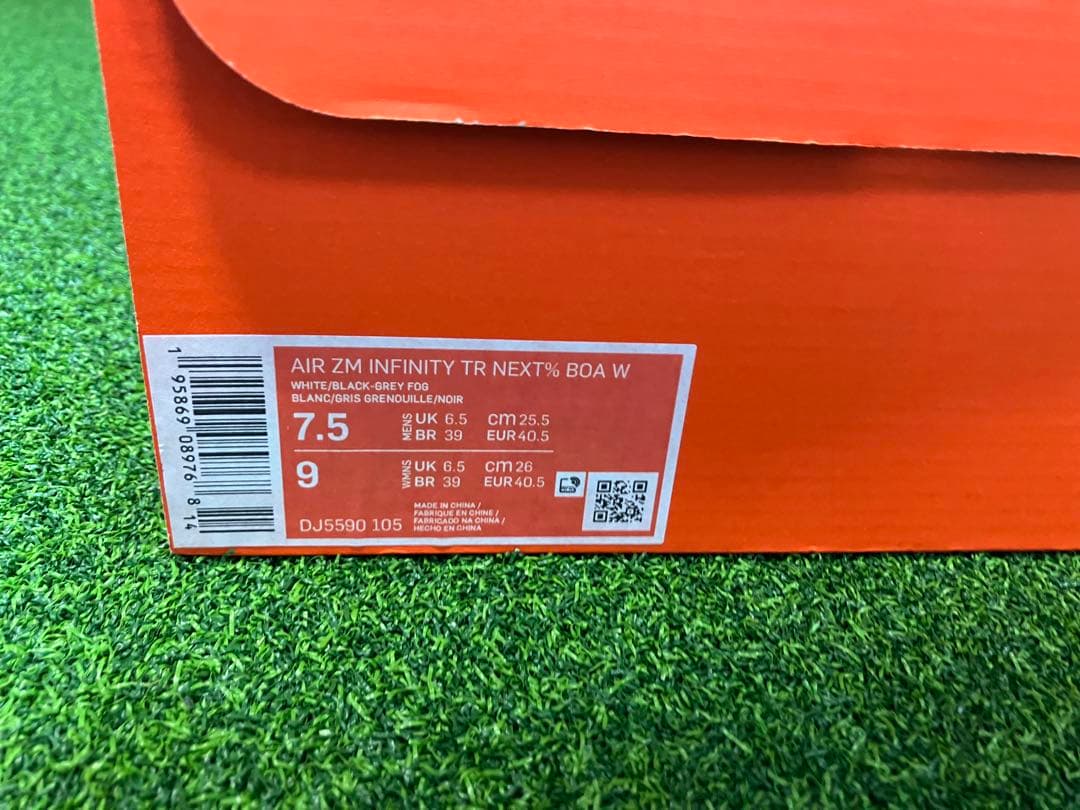 AIR ZM INFINITY TR NEXT% BOA W
WHITE/BLACK-GREY FOG
BLANC/GRIS GRENOUILLE/NOIR
7.5 MENS UK 6.5 cm 25.5
BR 39 EUR 40.5
9 WMNS UK 6.5 cm 26
BR 39 EUR 40.5
DJ5590 105
MADE IN CHINA /
FABRIQUE EN CHINE /
FABRICADO NA CHINA /
HECHO EN CHINA
1 95869 08976 8 14